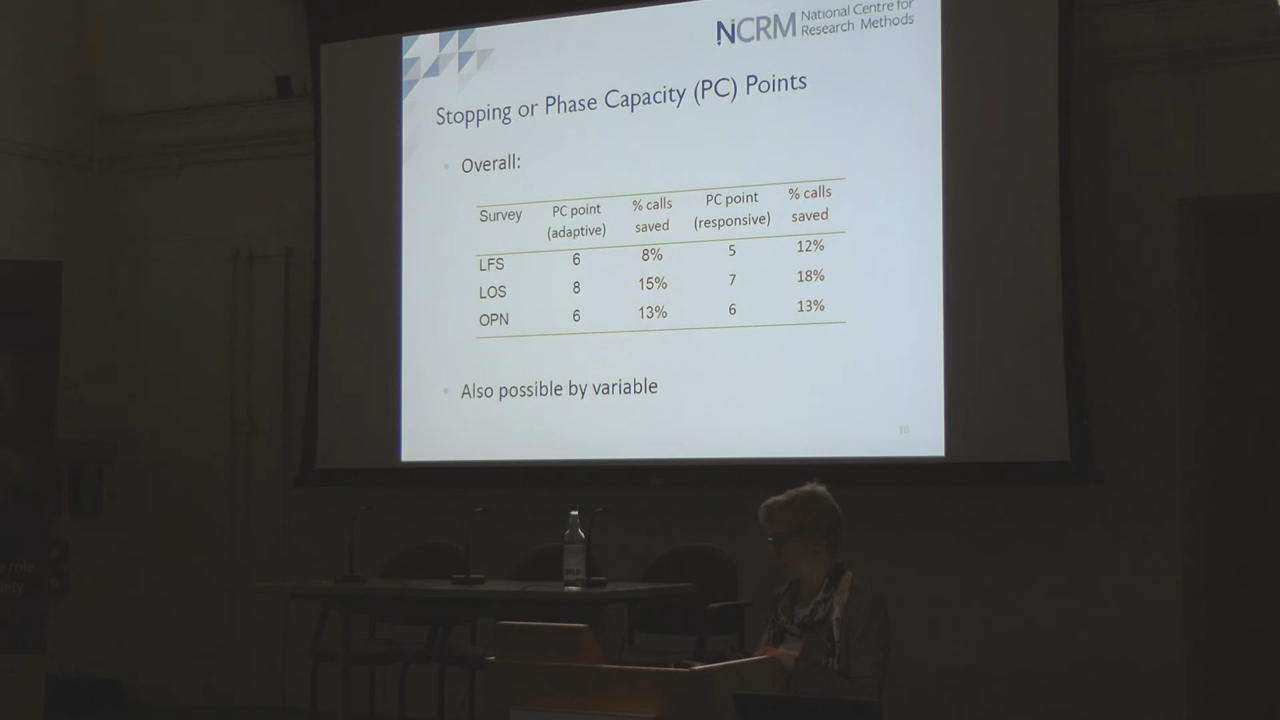 NCRM National Centre for
Research Methods
Stopping or Phase Capacity (PC) Points
Overall:
Survey PC point (adaptive) % calls saved PC point (responsive) % calls saved
LFS 6 8% 5 12%
LOS 8 15% 7 18%
OPN 6 13% 6 13%
Also possible by variable
e role